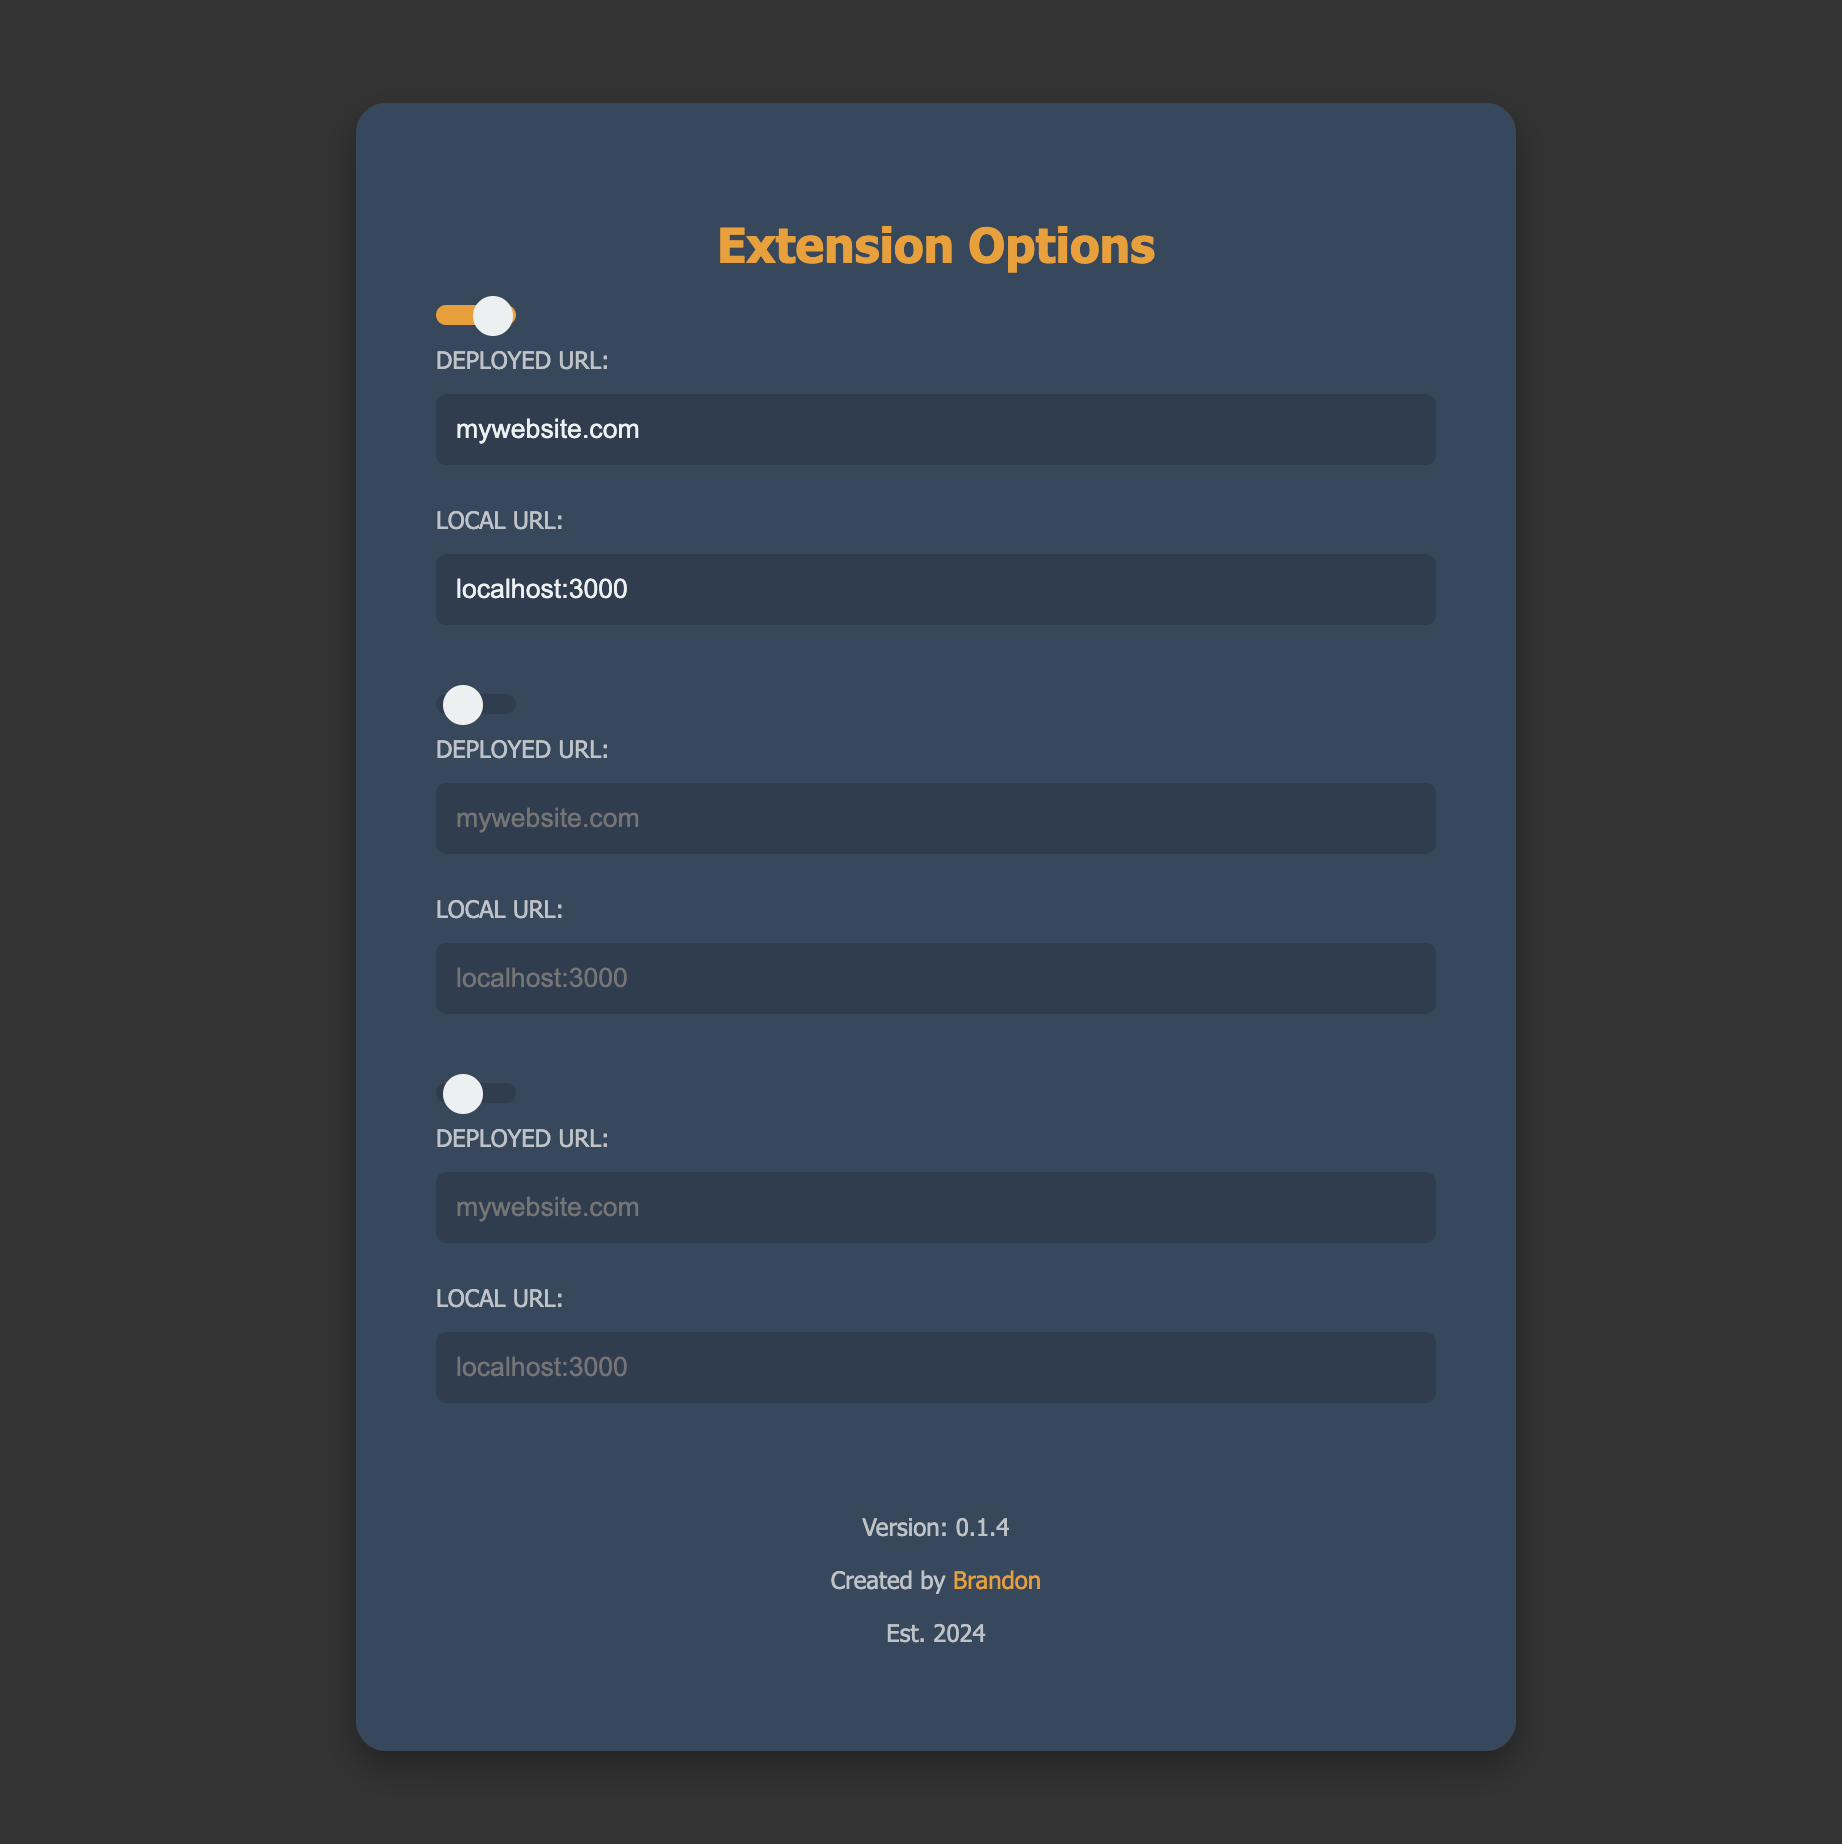 Extension Options
DEPLOYED URL:
mywebsite.com
LOCAL URL:
localhost:3000
DEPLOYED URL:
mywebsite.com
LOCAL URL:
localhost:3000
DEPLOYED URL:
mywebsite.com
LOCAL URL:
localhost:3000
Version: 0.1.4
Created by Brandon
Est. 2024